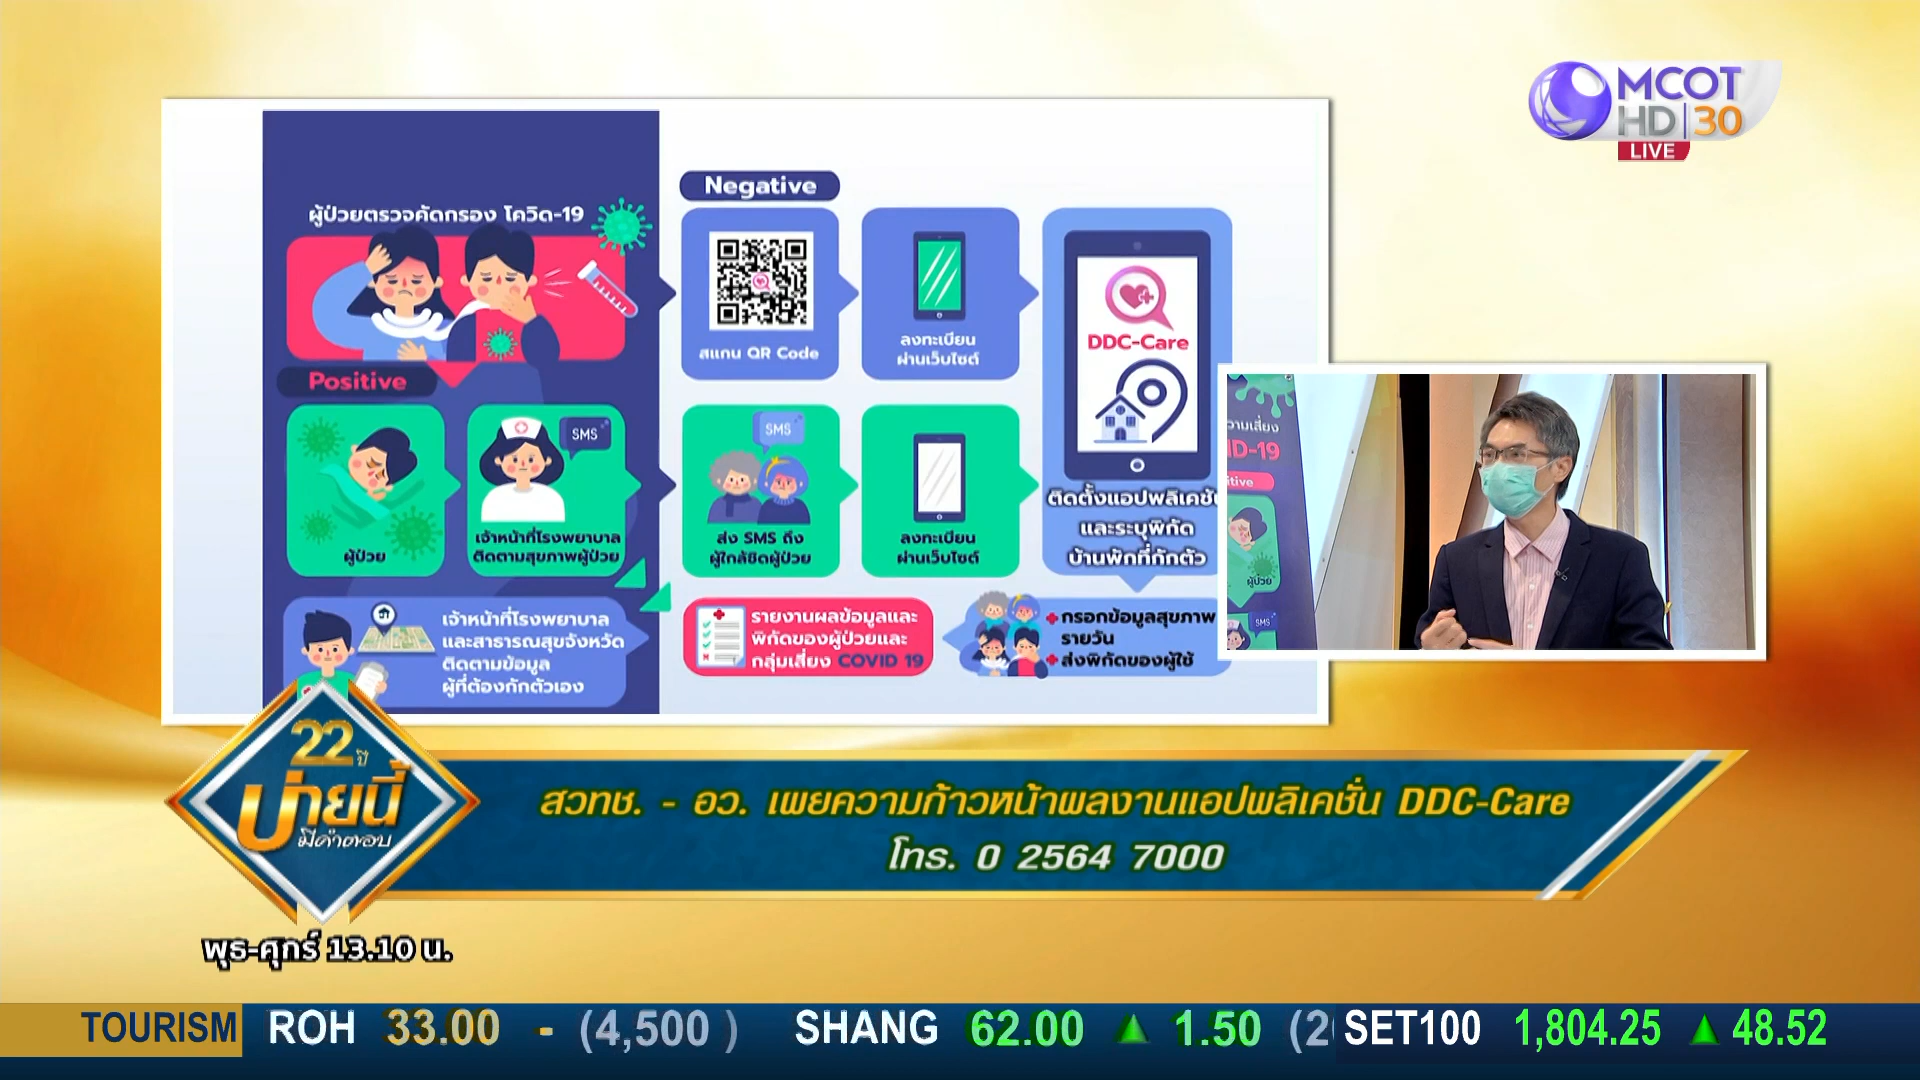 MCOT
HD 30
LIVE
ผู้ป่วยตรวจคัดกรอง โควิด-19
Negative
สแกน QR Code
ลงทะเบียน
ผ่านเว็บไซต์
DDC-Care
Positive
ผู้ป่วย
SMS
เจ้าหน้าที่โรงพยาบาล
ติดตามสุขภาพผู้ป่วย
SMS
ส่ง SMS ถึง
ผู้ใกล้ชิดผู้ป่วย
ลงทะเบียน
ผ่านเว็บไซต์
ติดตั้งแอปพลิเคชั
และระบุพิกัด
บ้านพักที่กักตัว
เจ้าหน้าที่โรงพยาบาล
และสาธารณสุขจังหวัด
ติดตามข้อมูล
ผู้ที่ต้องกักตัวเอง
รายงานผลข้อมูลและ
พิกัดของผู้ป่วยและ
กลุ่มเสี่ยง COVID 19
กรอกข้อมูลสุขภาพ
รายวัน
ส่งพิกัดของผู้ใช้
วามเสี่ยง
ID-19
itive
ผู้ป่วย
SMS
22 ปี
บ่ายนี้
มีคำตอบ
สวทช. - อว. เผยความก้าวหน้าผลงานแอปพลิเคชั่น DDC-Care
โทร. 0 2564 7000
พุธ-ศุกร์ 13.10 น.
TOURISM ROH 33.00 - (4,500 ) SHANG 62.00 ▲ 1.50 (2 SET100 1,804.25 ▲ 48.52